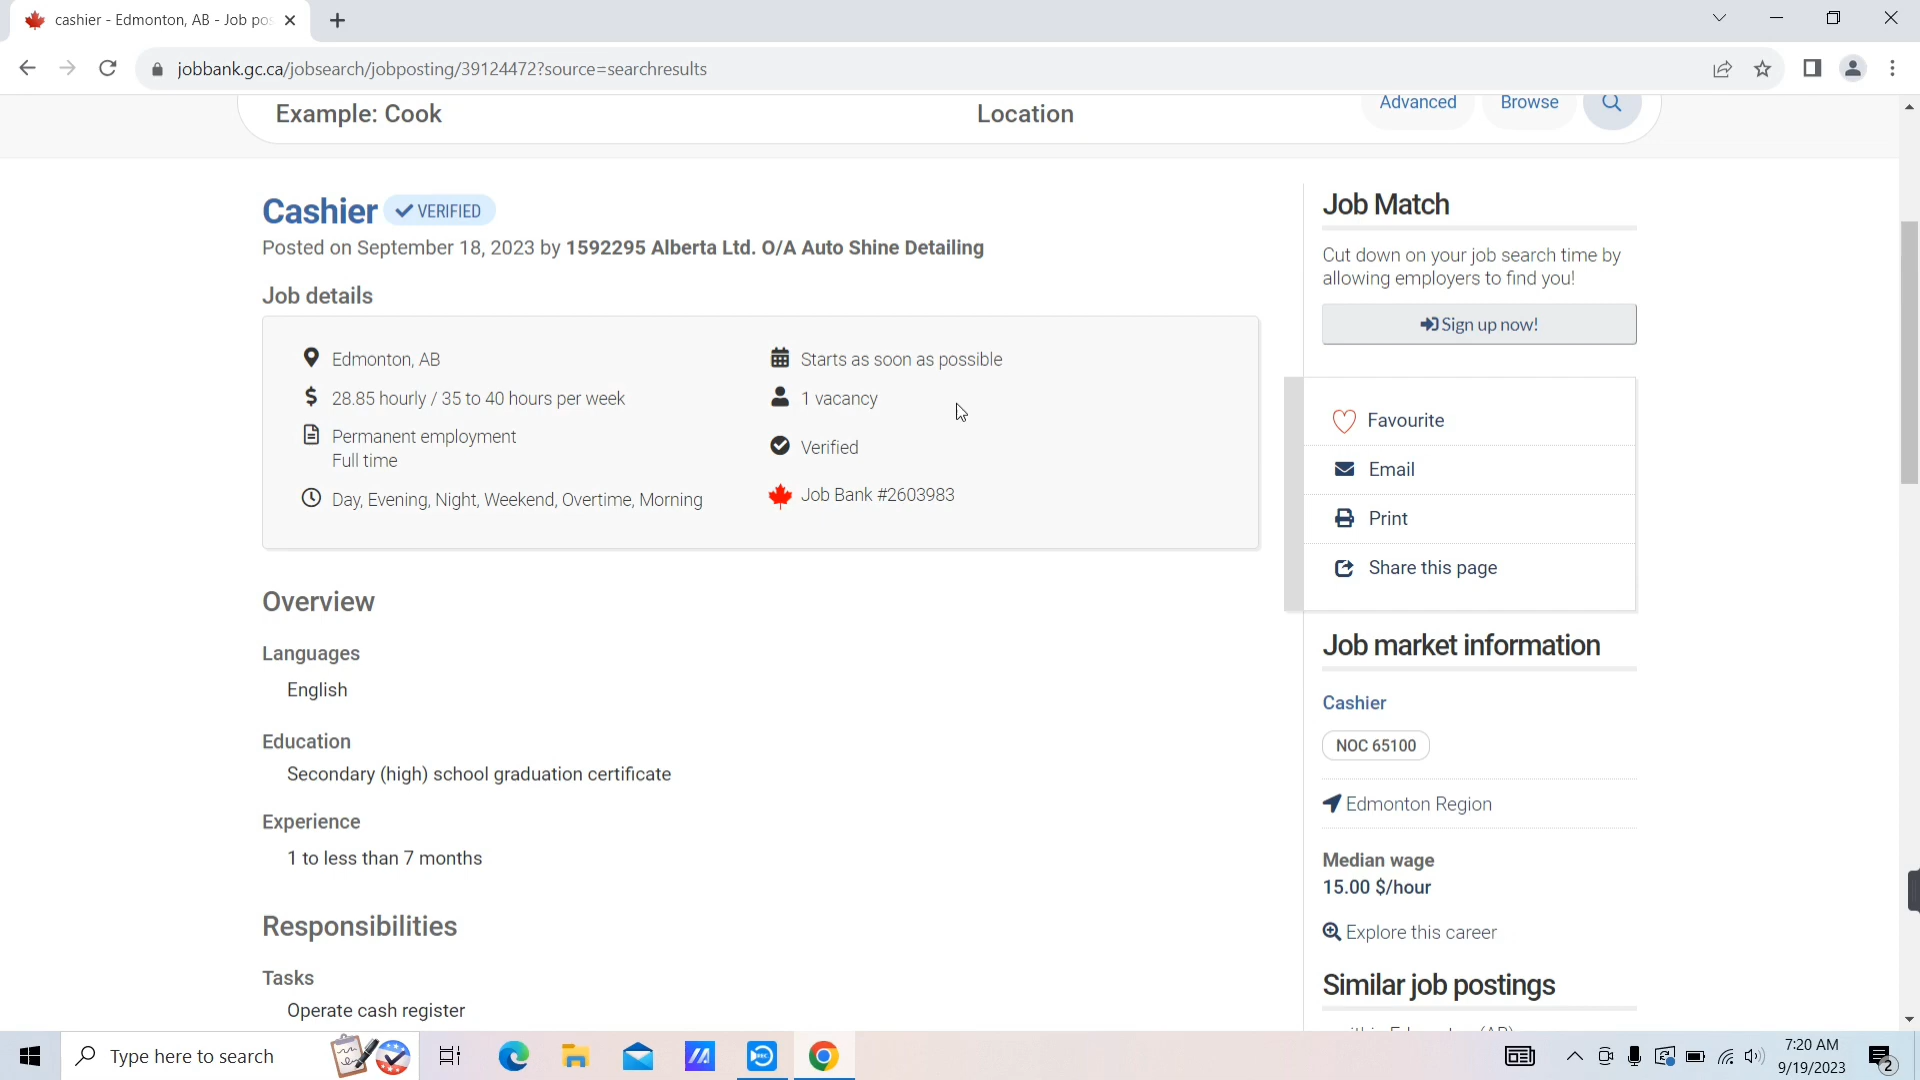 cashier - Edmonton, AB - Job pos
jobbank.gc.ca/jobsearch/jobposting/39124472?source=searchresults
Example: Cook
Location
Advanced
Browse
Cashier
VERIFIED
Posted on September 18, 2023 by 1592295 Alberta Ltd. O/A Auto Shine Detailing
Job details
Edmonton, AB
28.85 hourly / 35 to 40 hours per week
Permanent employment
Full time
Day, Evening, Night, Weekend, Overtime, Morning
Starts as soon as possible
1 vacancy
Verified
Job Bank #2603983
Overview
Languages
English
Education
Secondary (high) school graduation certificate
Experience
1 to less than 7 months
Responsibilities
Tasks
Operate cash register
Job Match
Cut down on your job search time by
allowing employers to find you!
Sign up now!
Favourite
Email
Print
Share this page
Job market information
Cashier
NOC 65100
Edmonton Region
Median wage
15.00 $/hour
Explore this career
Similar job postings
Type here to search
7:20 AM
9/19/2023
2